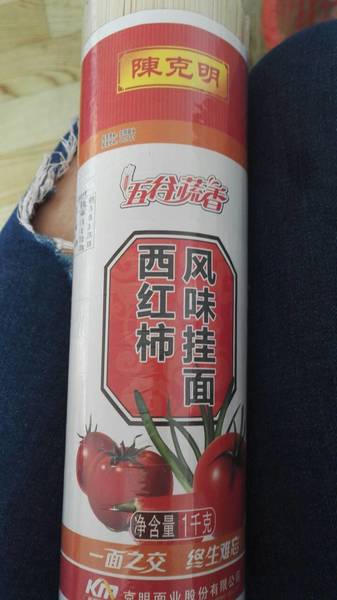 陳克明
五谷蔬香
西红柿
风味挂面
净含量 1千克
一面之交 终生难忘
克明面业股份有限公司